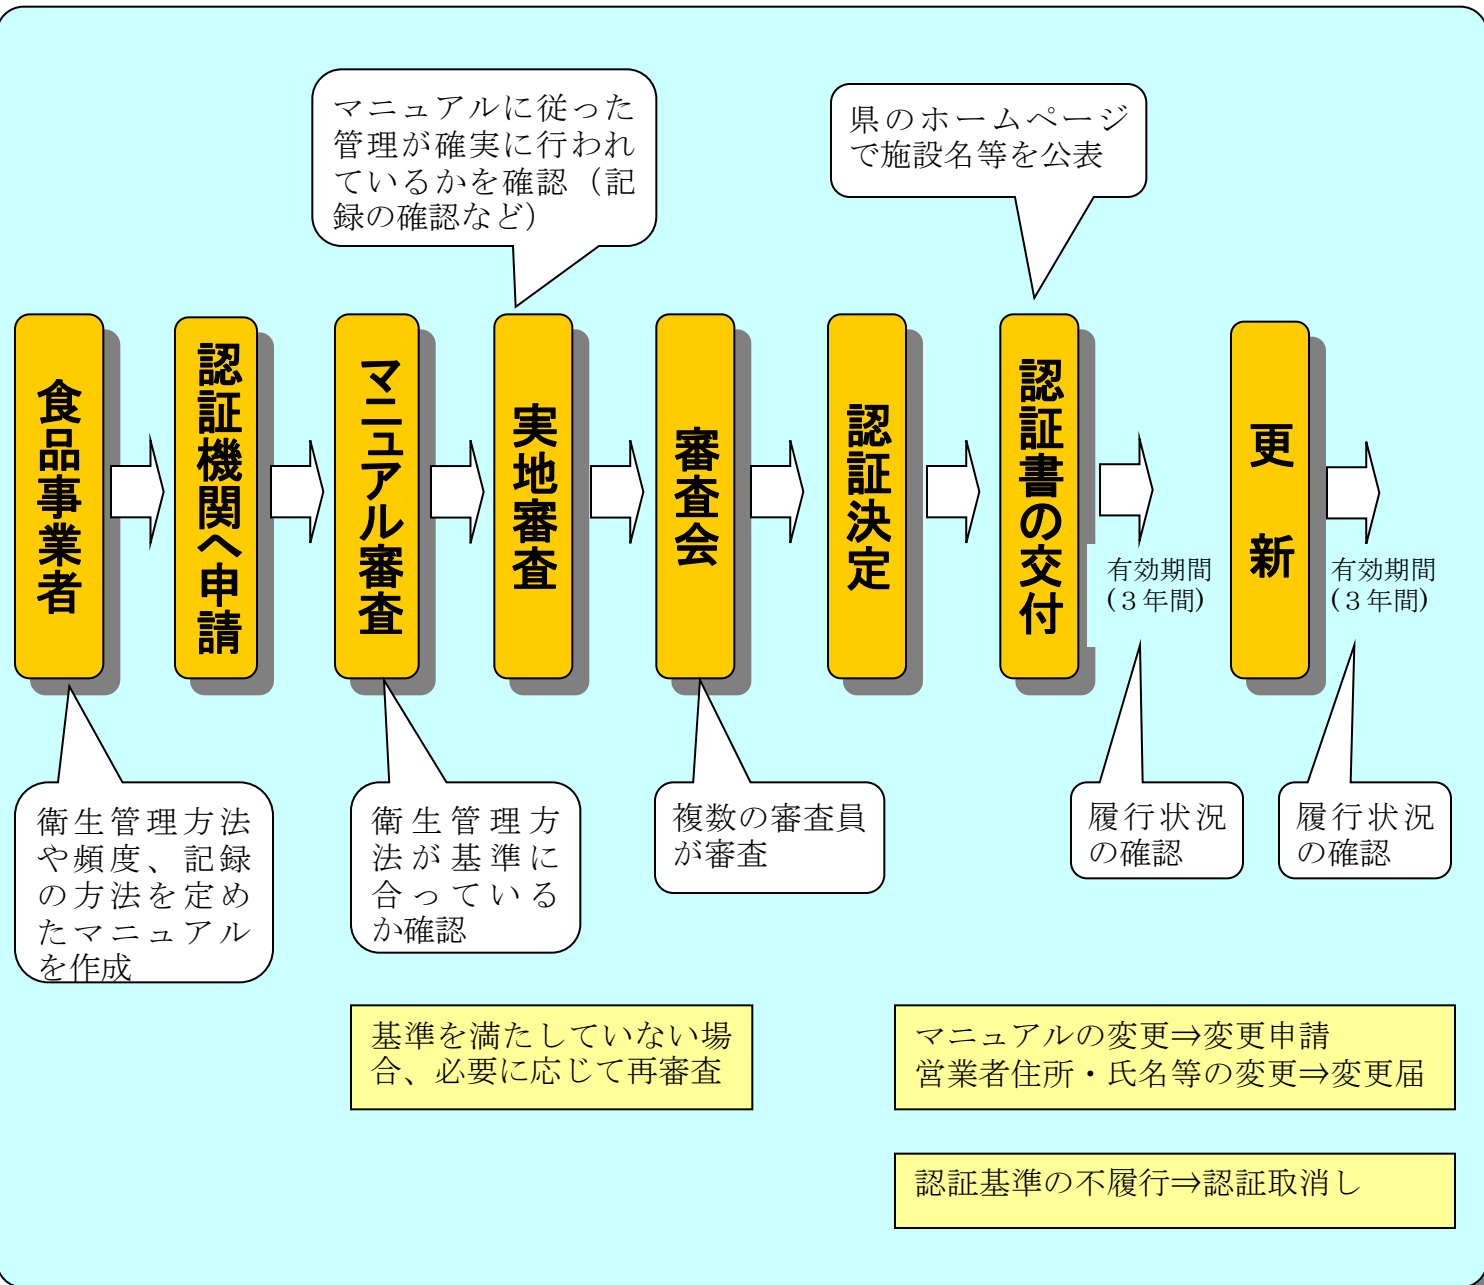 マニュアルに従った
管理が確実に行われ
ているかを確認（記
録の確認など）
県のホームページ
で施設名等を公表
食品事業者
認証機関へ申請
マニュアル審査
実地審査
審査会
認証決定
認証書の交付
有効期間
(３年間)
更新
有効期間
(３年間)
衛生管理方法
や頻度、記録
の方法を定め
たマニュアル
を作成
衛生管理方
法が基準に
合っている
か確認
複数の審査員
が審査
履行状況
の確認
履行状況
の確認
基準を満たしていない場
合、必要に応じて再審査
マニュアルの変更⇒変更申請
営業者住所・氏名等の変更⇒変更届
認証基準の不履行⇒認証取消し